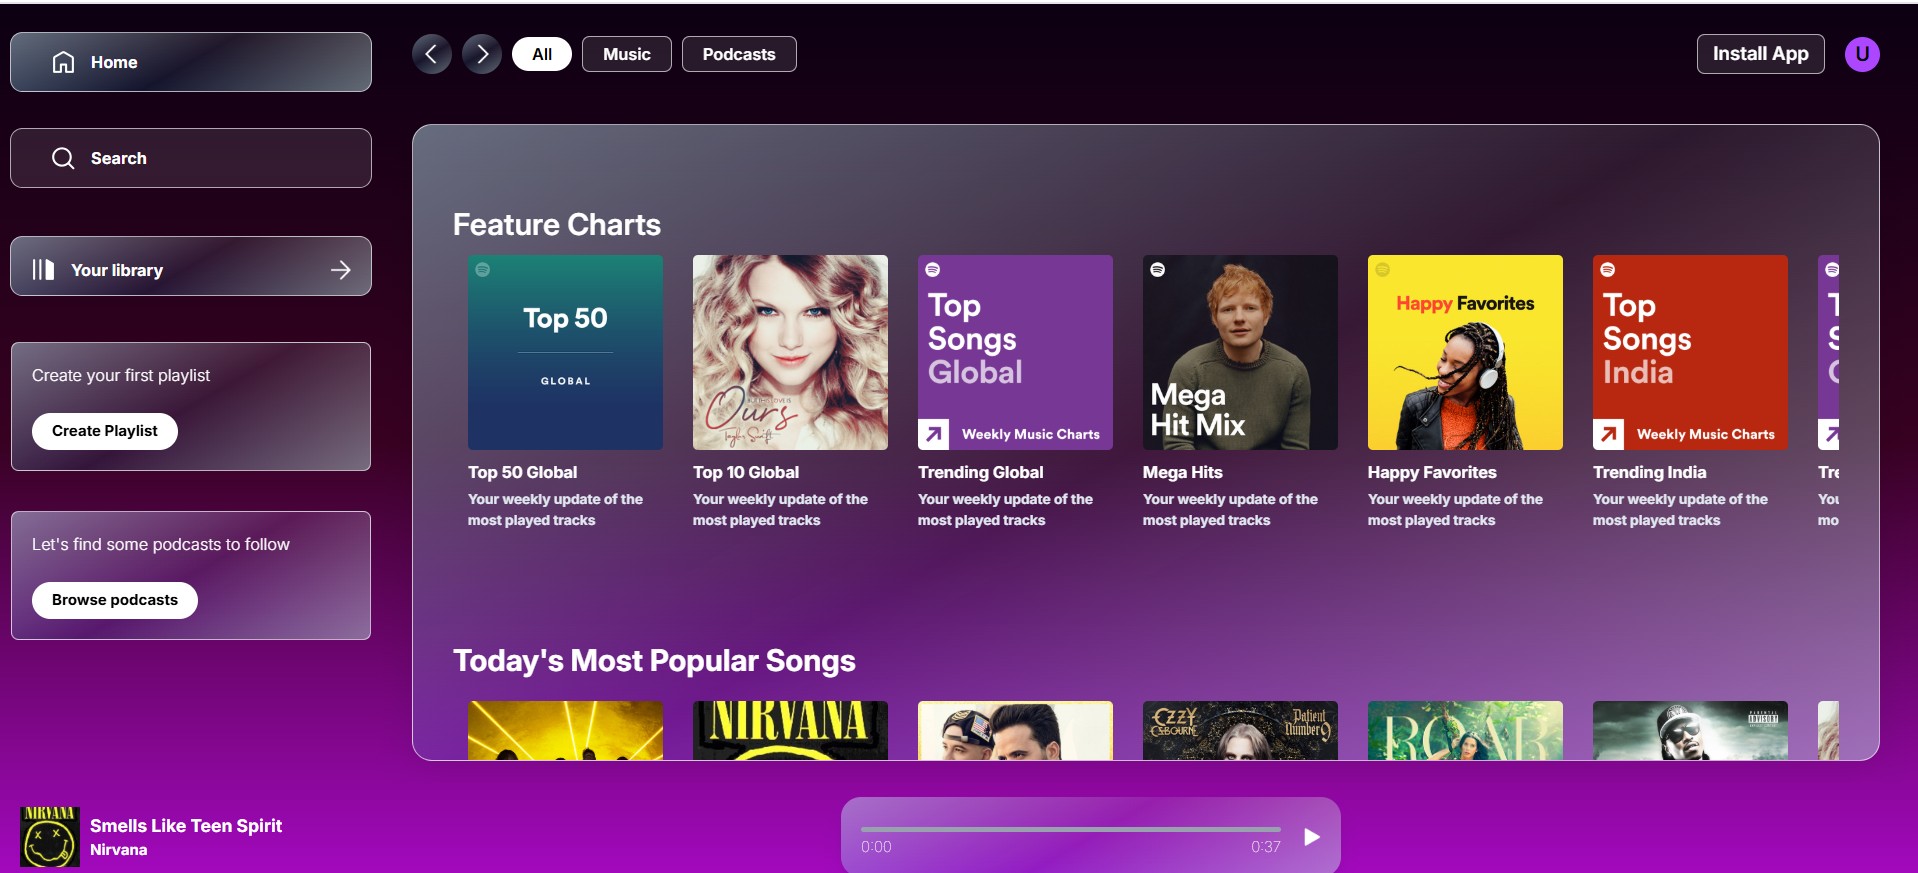 Home
Search
Your library
Create your first playlist
Create Playlist
Let's find some podcasts to follow
Browse podcasts
All
Music
Podcasts
Install App
U
Feature Charts
Top 50
GLOBAL
Top 50 Global
Your weekly update of the
most played tracks
Ours
Taylor Swift
Top 10 Global
Your weekly update of the
most played tracks
Top
Songs
Global
Weekly Music Charts
Trending Global
Your weekly update of the
most played tracks
Mega
Hit Mix
Mega Hits
Your weekly update of the
most played tracks
Happy Favorites
Happy Favorites
Your weekly update of the
most played tracks
Top
Songs
India
Weekly Music Charts
Trending India
Your weekly update of the
most played tracks
Today's Most Popular Songs
NIRVANA
OZZY
OSBOURNE
Patient
Number 9
ROAR
PARENTAL
ADVISORY
NIRVANA
Smells Like Teen Spirit
Nirvana
0:00
0:37